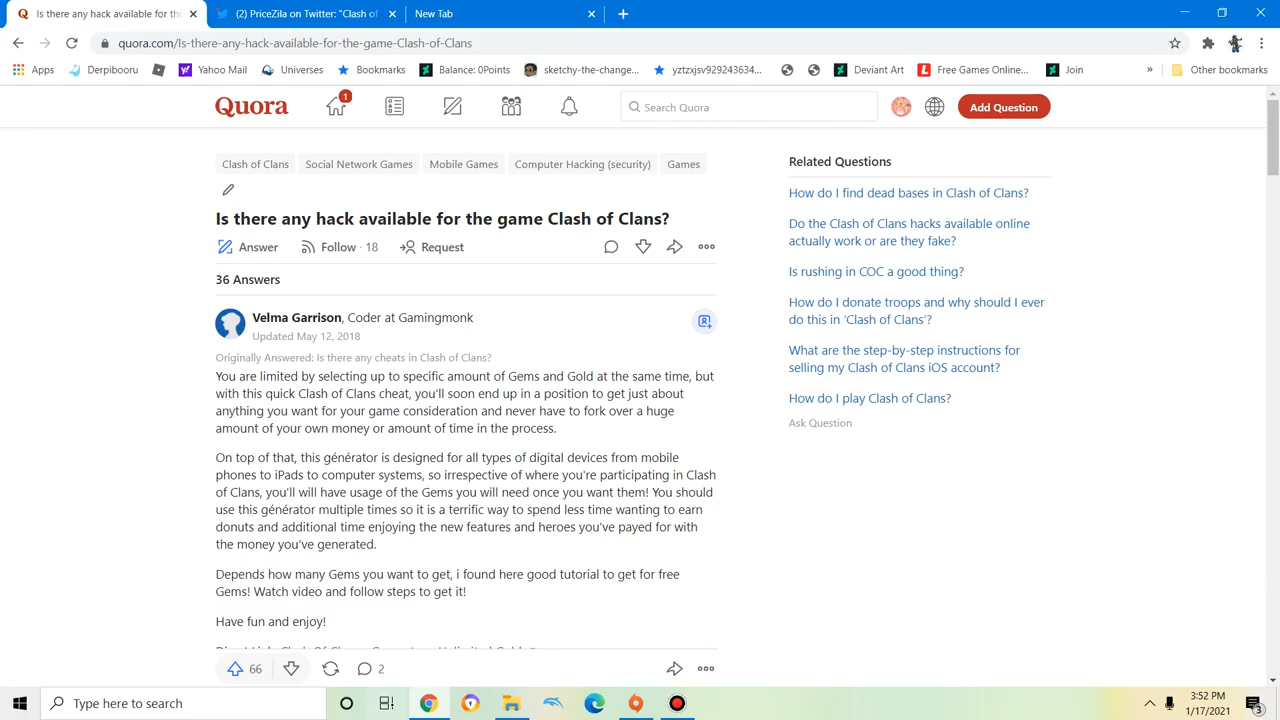 Is there any hack available for the
(2) PriceZila on Twitter: "Clash of
New Tab
quora.com/Is-there-any-hack-available-for-the-game-Clash-of-Clans
Apps
Derpibooru
Yahoo Mail
Universes
Bookmarks
Balance: 0Points
sketchy-the-change...
yztzxjsv929243634...
Deviant Art
Free Games Online...
Join
»
Other bookmarks
Quora
1
Search Quora
Add Question
Clash of Clans
Social Network Games
Mobile Games
Computer Hacking (security)
Games
Is there any hack available for the game Clash of Clans?
Answer
Follow · 18
Request
36 Answers
Velma Garrison, Coder at Gamingmonk
Updated May 12, 2018
Originally Answered: Is there any cheats in Clash of Clans?
You are limited by selecting up to specific amount of Gems and Gold at the same time, but
with this quick Clash of Clans cheat, you'll soon end up in a position to get just about
anything you want for your game consideration and never have to fork over a huge
amount of your own money or amount of time in the process.
On top of that, this générator is designed for all types of digital devices from mobile
phones to iPads to computer systems, so irrespective of where you're participating in Clash
of Clans, you'll will have usage of the Gems you will need once you want them! You should
use this générator multiple times so it is a terrific way to spend less time wanting to earn
donuts and additional time enjoying the new features and heroes you've payed for with
the money you've generated.
Depends how many Gems you want to get, i found here good tutorial to get for free
Gems! Watch video and follow steps to get it!
Have fun and enjoy!
66
2
Related Questions
How do I find dead bases in Clash of Clans?
Do the Clash of Clans hacks available online
actually work or are they fake?
Is rushing in COC a good thing?
How do I donate troops and why should I ever
do this in 'Clash of Clans'?
What are the step-by-step instructions for
selling my Clash of Clans iOS account?
How do I play Clash of Clans?
Ask Question
Type here to search
3:52 PM
1/17/2021
3